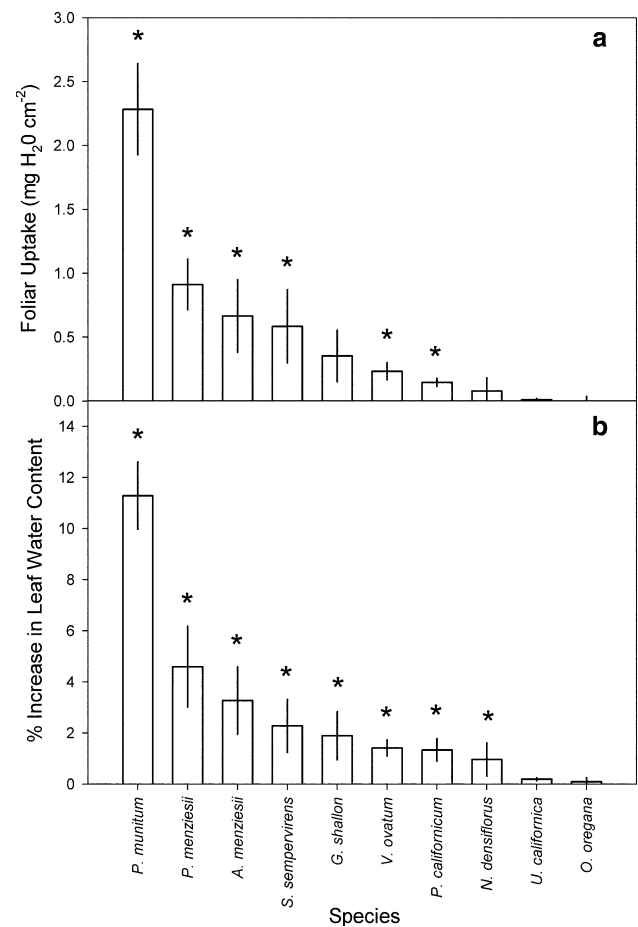 a
3.0
2.5
2.0
1.5
1.0
0.5
0.0
Foliar Uptake (mg H₂0 cm⁻²)
*
*
*
*
*
*
b
14
12
10
8
6
4
2
0
% Increase in Leaf Water Content
*
*
*
*
*
*
*
*
P. munitum
P. menziesii
A. menziesii
S. sempervirens
G. shallon
V. ovatum
P. californicum
N. densiflorus
U. californica
O. oregana
Species